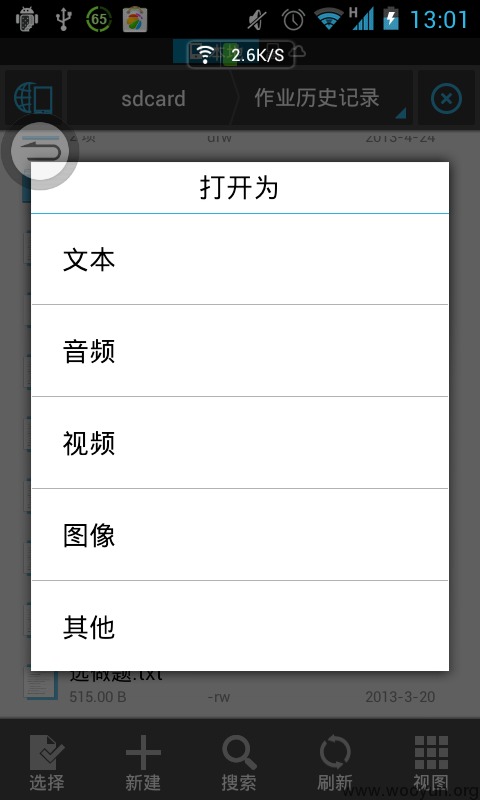 65
H
13:01
本地
2.6K/S
sdcard
作业历史记录
2 项
drw
2013-4-24
打开为
文本
音频
视频
图像
其他
选做题.txt
515.00 B
-rw
2013-3-20
选择
新建
搜索
刷新
视图
www.wooyun.org